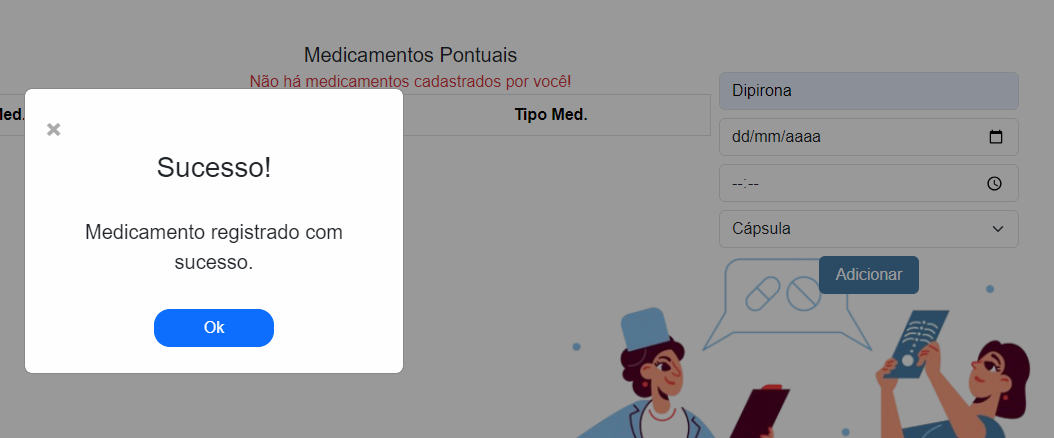 Medicamentos Pontuais
Não há medicamentos cadastrados por você!
Med.
Tipo Med.
Sucesso!
Medicamento registrado com
sucesso.
Ok
Dipirona
dd/mm/aaaa
--:--
Cápsula
Adicionar